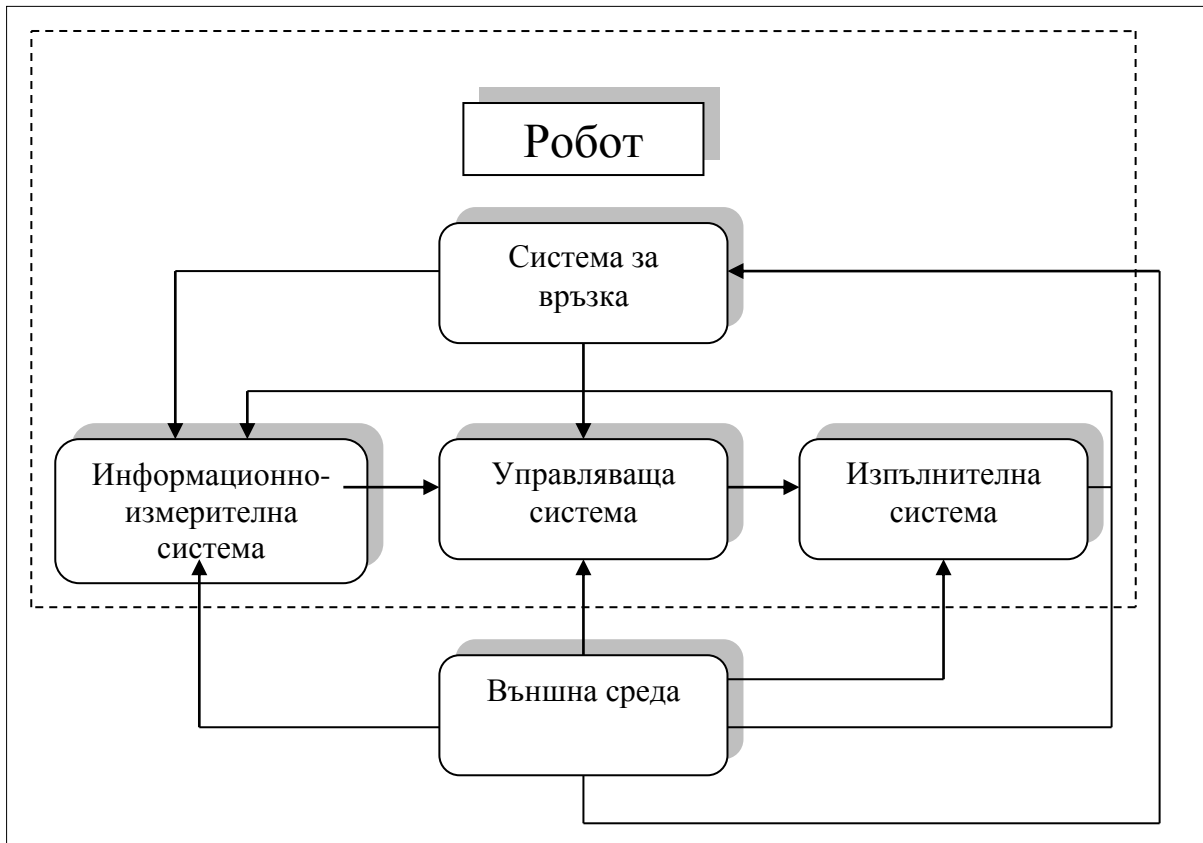 Робот
Система за
връзка
Информационно-
измерителна
система
Управляваща
система
Изпълнителна
система
Външна среда